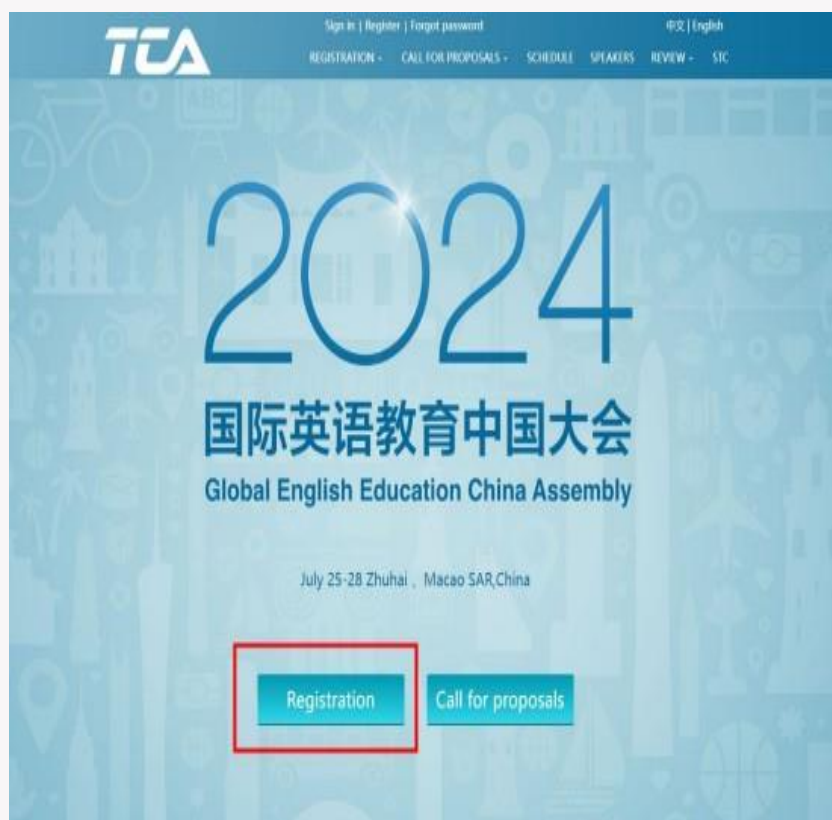 Sign in | Register | Forgot password
中文 | English
TCA
REGISTRATION CALL FOR PROPOSALS SCHEDULE SPEAKERS REVIEW STC
ABC
2024
国际英语教育中国大会
Global English Education China Assembly
July 25-28 Zhuhai , Macao SAR,China
Registration
Call for proposals